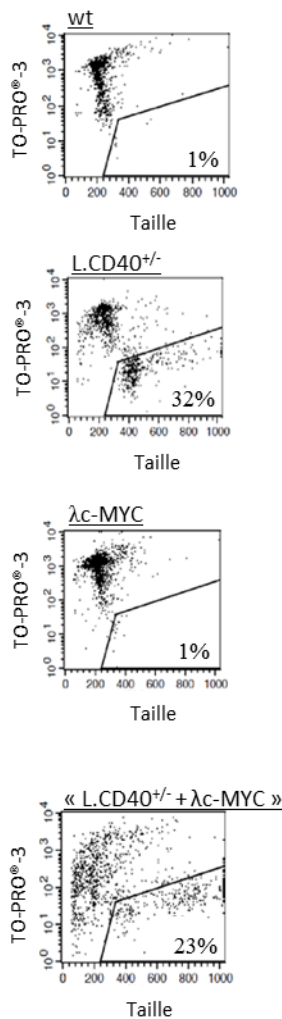 wt
TO-PRO®-3
10⁴
10³
10²
10¹
10⁰
1%
0 200 400 600 800 1000
Taille
L.CD40+/-
TO-PRO®-3
10⁴
10³
10²
10¹
10⁰
32%
0 200 400 600 800 1000
Taille
λc-MYC
TO-PRO®-3
10⁴
10³
10²
10¹
10⁰
1%
0 200 400 600 800 1000
Taille
« L.CD40+/- + λc-MYC »
TO-PRO®-3
10⁴
10³
10²
10¹
10⁰
23%
0 200 400 600 800 1000
Taille